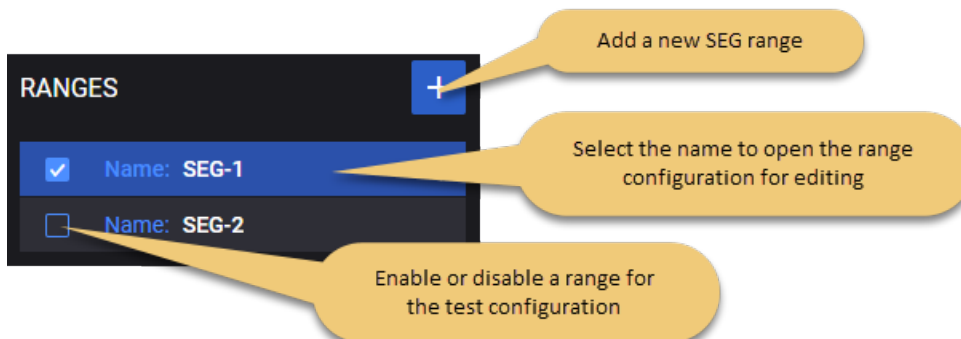 Add a new SEG range
RANGES
+
Select the name to open the range
configuration for editing
Name: SEG-1
Name: SEG-2
Enable or disable a range for
the test configuration